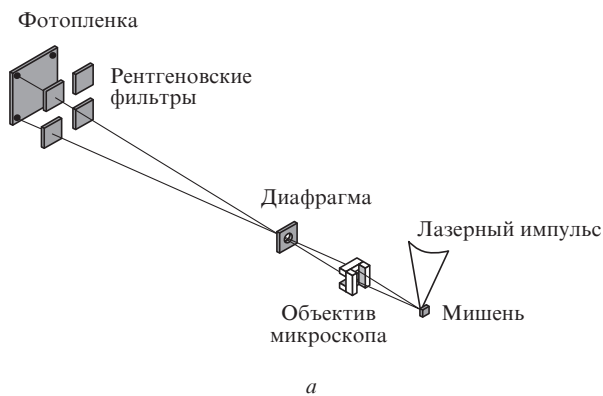 Фотопленка
Рентгеновские
фильтры
Диафрагма
Лазерный импульс
Объектив
микроскопа
Мишень
а